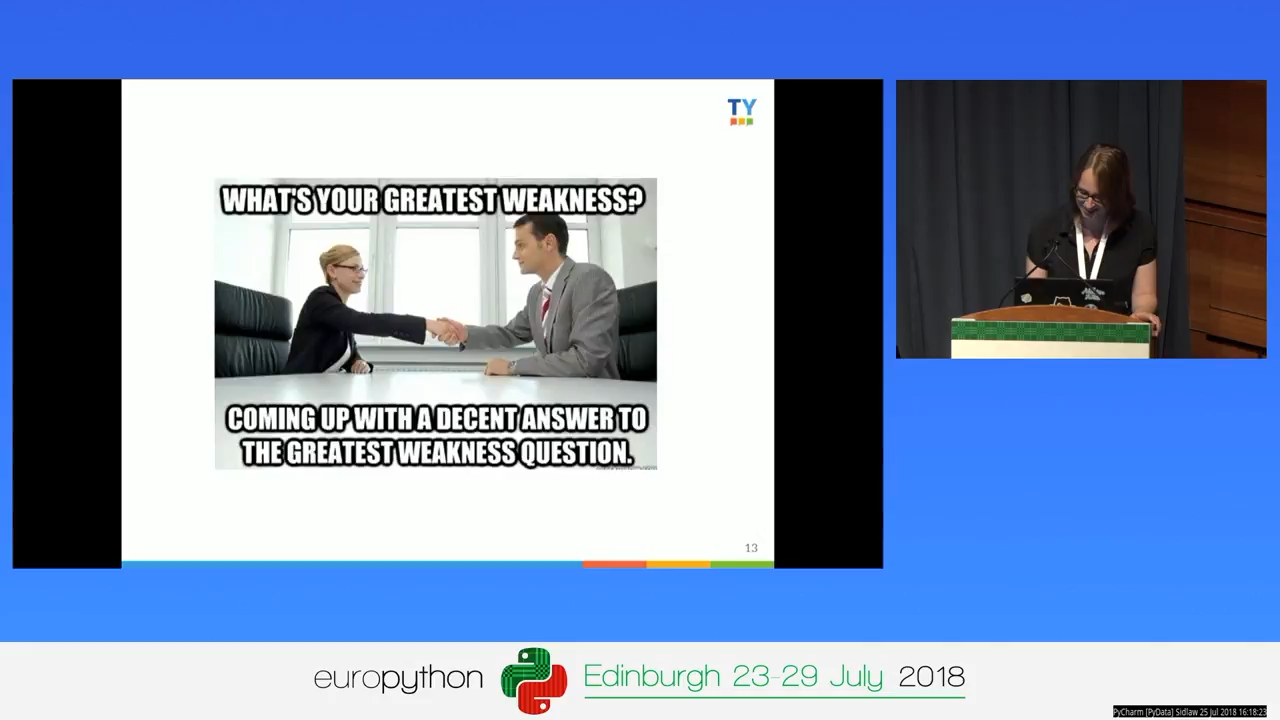 TY
WHAT'S YOUR GREATEST WEAKNESS?
COMING UP WITH A DECENT ANSWER TO
THE GREATEST WEAKNESS QUESTION.
13
europython
Edinburgh 23-29 July 2018
PyCharm [PyData] Sidlaw 25 Jul 2018 16:18:23